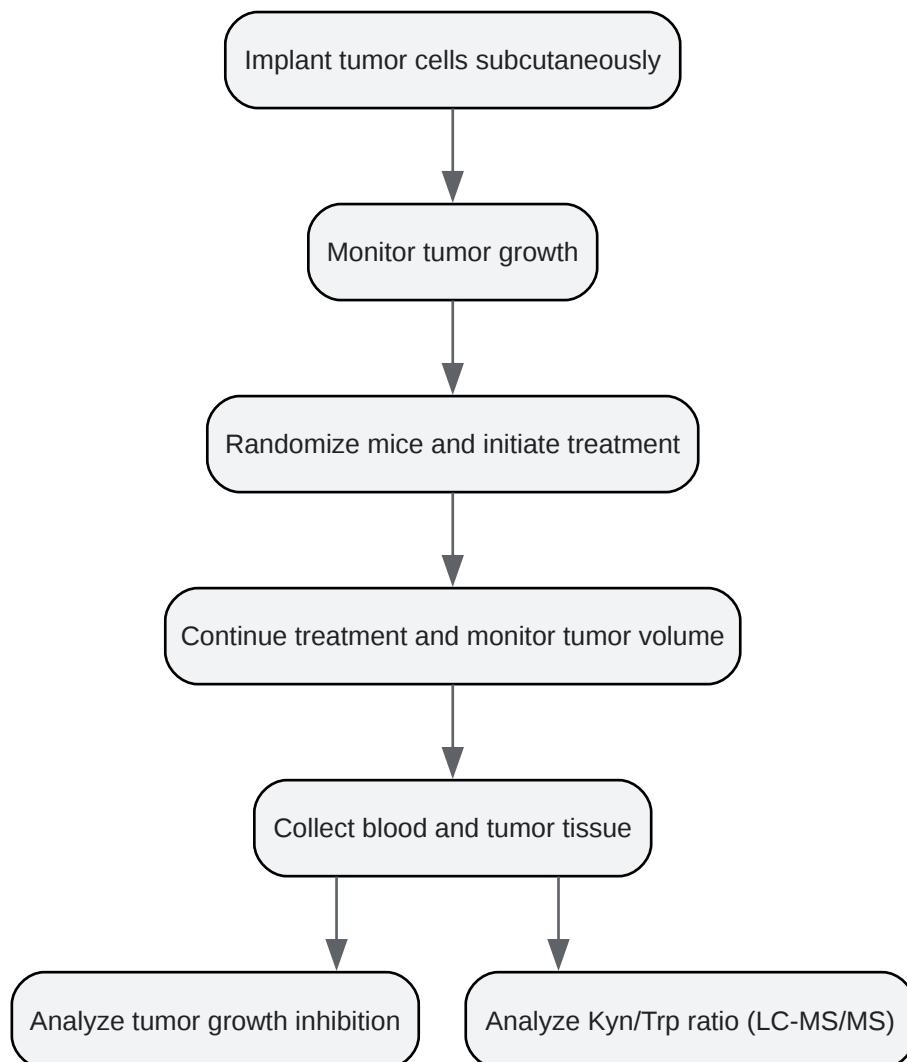 Implant tumor cells subcutaneously
Monitor tumor growth
Randomize mice and initiate treatment
Continue treatment and monitor tumor volume
Collect blood and tumor tissue
Analyze tumor growth inhibition
Analyze Kyn/Trp ratio (LC-MS/MS)